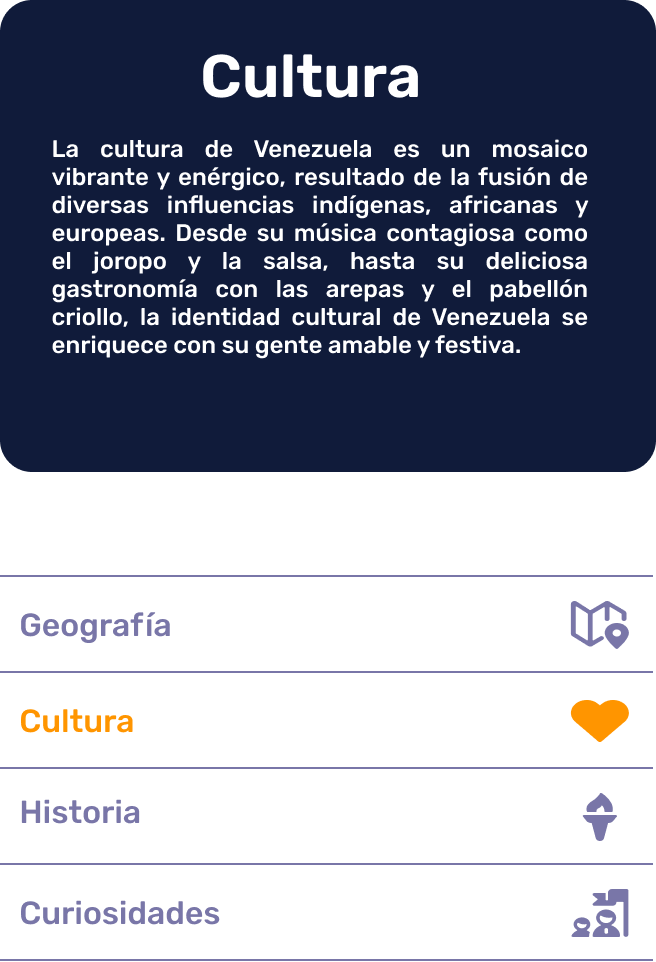 Cultura
La cultura de Venezuela es un mosaico
vibrante y enérgico, resultado de la fusión de
diversas influencias indígenas, africanas y
europeas. Desde su música contagiosa como
el joropo y la salsa, hasta su deliciosa
gastronomía con las arepas y el pabellón
criollo, la identidad cultural de Venezuela se
enriquece con su gente amable y festiva.
Geografía
Cultura
Historia
Curiosidades